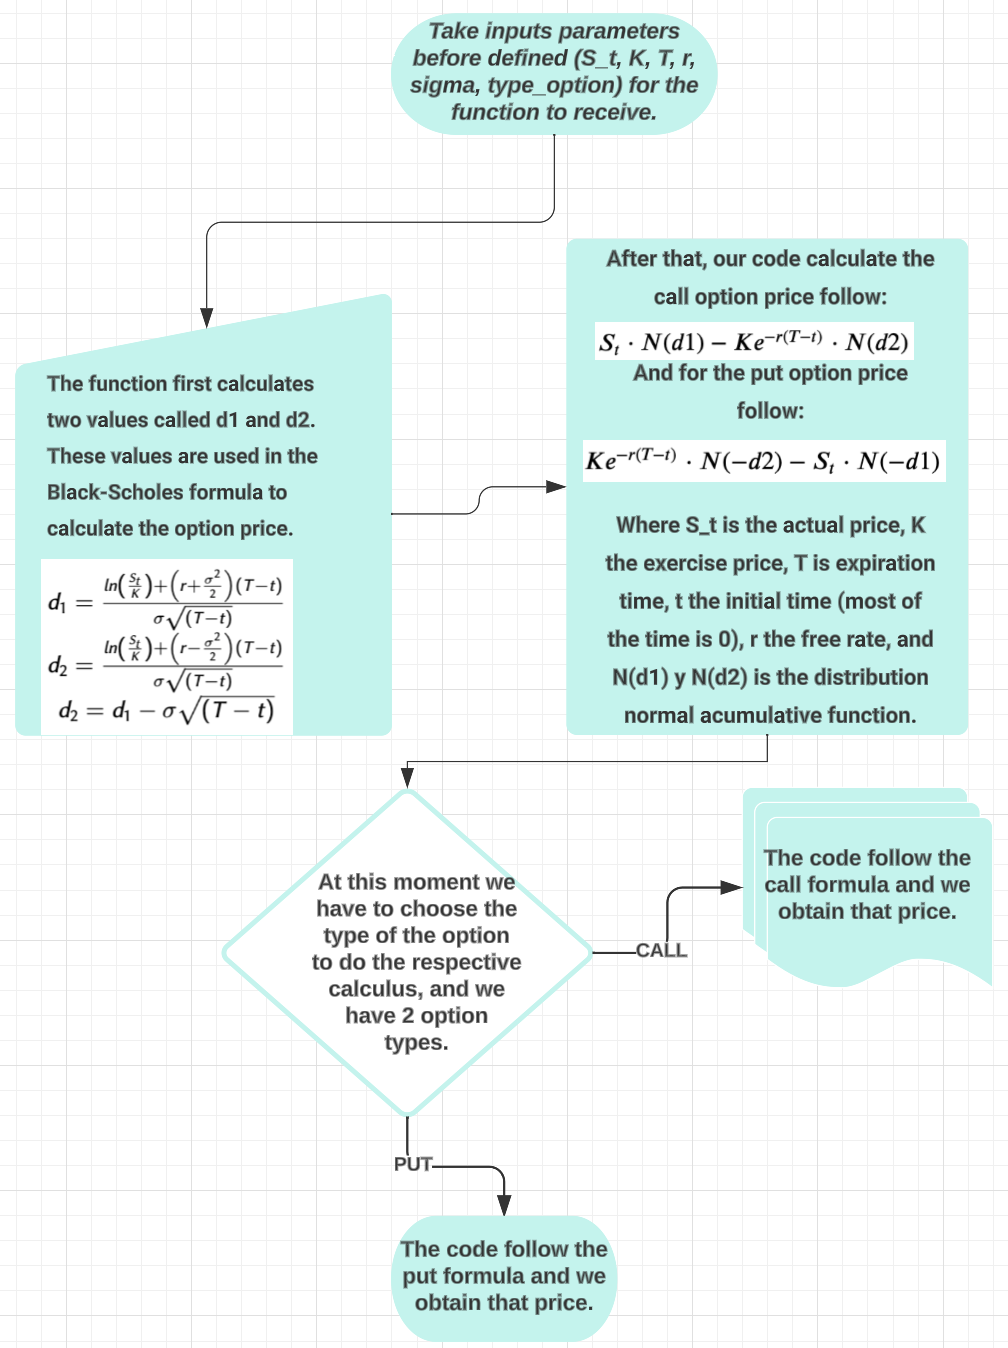 Take inputs parameters
before defined (S_t, K, T, r,
sigma, type_option) for the
function to receive.
The function first calculates
two values called d1 and d2.
These values are used in the
Black-Scholes formula to
calculate the option price.
d₁ = (ln(Sₜ/K)+(r+σ²/2)(T−t))/(σ√(T−t))
d₂ = (ln(Sₜ/K)+(r−σ²/2)(T−t))/(σ√(T−t))
d₂ = d₁ − σ√(T − t)
After that, our code calculate the
call option price follow:
Sₜ · N(d1) − Ke^−r(T−t) · N(d2)
And for the put option price
follow:
Ke^−r(T−t) · N(−d2) − Sₜ · N(−d1)
Where S_t is the actual price, K
the exercise price, T is expiration
time, t the initial time (most of
the time is 0), r the free rate, and
N(d1) y N(d2) is the distribution
normal acumulative function.
At this moment we
have to choose the
type of the option
to do the respective
calculus, and we
have 2 option
types.
CALL
The code follow the
call formula and we
obtain that price.
PUT
The code follow the
put formula and we
obtain that price.